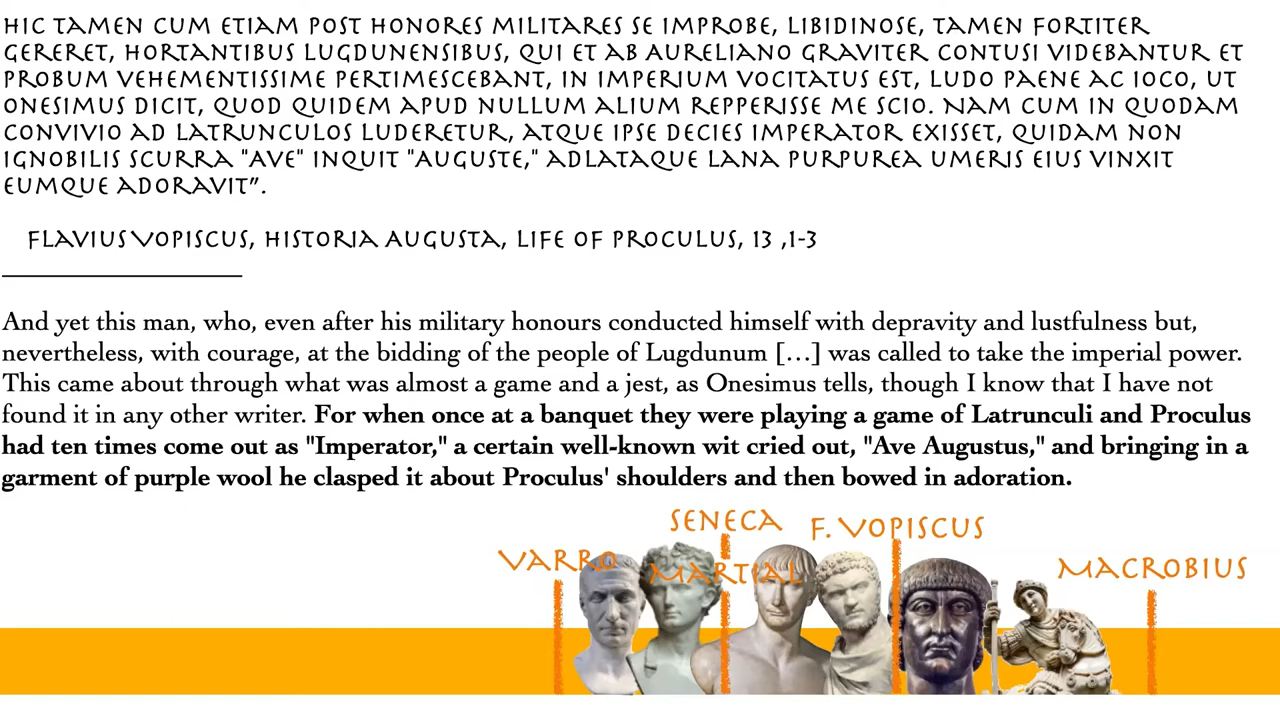 HIC TAMEN CUM ETIAM POST HONORES MILITARES SE IMPROBE, LIBIDINOSE, TAMEN FORTITER
GERERET, HORTANTIBUS LUGDUNENSIBUS, QUI ET AB AURELIANO GRAVITER CONTUSI VIDEBANTUR ET
PROBUM VEHEMENTISSIME PERTIMESCEBANT, IN IMPERIUM VOCITATUS EST, LUDO PAENE AC IOCO, UT
ONESIMUS DICIT, QUOD QUIDEM APUD NULLUM ALIUM REPPERISSE ME SCIO. NAM CUM IN QUODAM
CONVIVIO AD LATRUNCULOS LUDERETUR, ATQUE IPSE DECIES IMPERATOR EXISSET, QUIDAM NON
IGNOBILIS SCURRA "AVE" INQUIT "AUGUSTE," ADLATAQUE LANA PURPUREA UMERIS EIUS VINXIT
EUMQUE ADORAVIT”.
FLAVIUS VOPISCUS, HISTORIA AUGUSTA, LIFE OF PROCULUS, 13 ,1-3
And yet this man, who, even after his military honours conducted himself with depravity and lustfulness but,
nevertheless, with courage, at the bidding of the people of Lugdunum […] was called to take the imperial power.
This came about through what was almost a game and a jest, as Onesimus tells, though I know that I have not
found it in any other writer. For when once at a banquet they were playing a game of Latrunculi and Proculus
had ten times come out as "Imperator," a certain well-known wit cried out, "Ave Augustus," and bringing in a
garment of purple wool he clasped it about Proculus' shoulders and then bowed in adoration.
SENECA
F. VOPISCUS
VARRO
MARTIAL
MACROBIUS